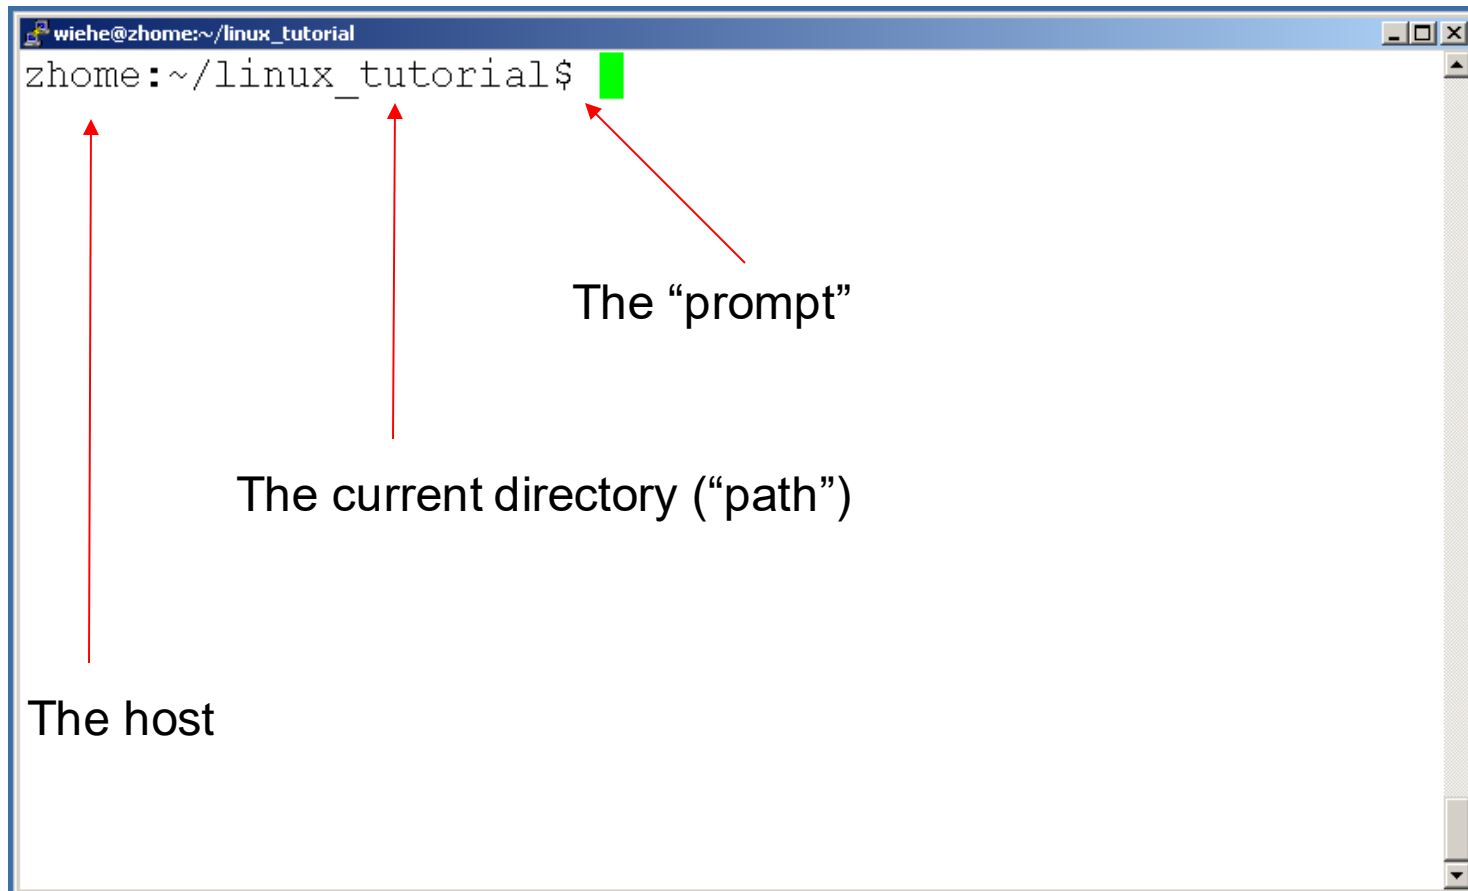 wiehe@zhome:~/linux_tutorial
zhome:~/linux_tutorial$
The “prompt”
The current directory (“path”)
The host